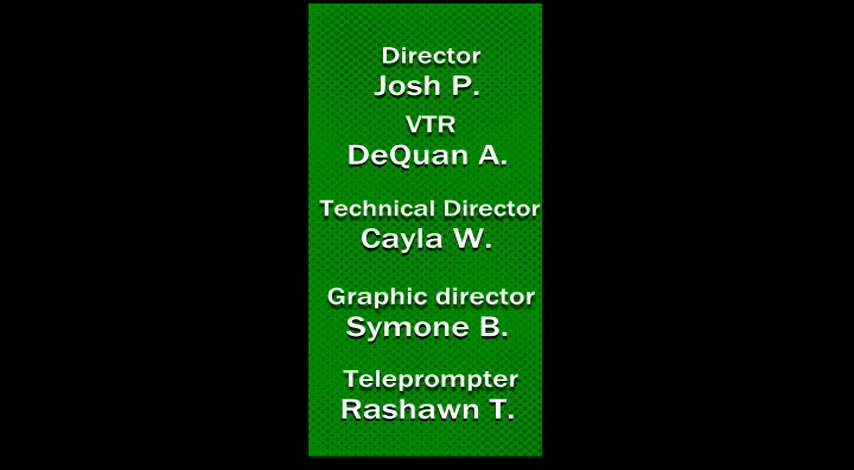 Director
Josh P.
VTR
DeQuan A.
Technical Director
Cayla W.
Graphic director
Symone B.
Teleprompter
Rashawn T.